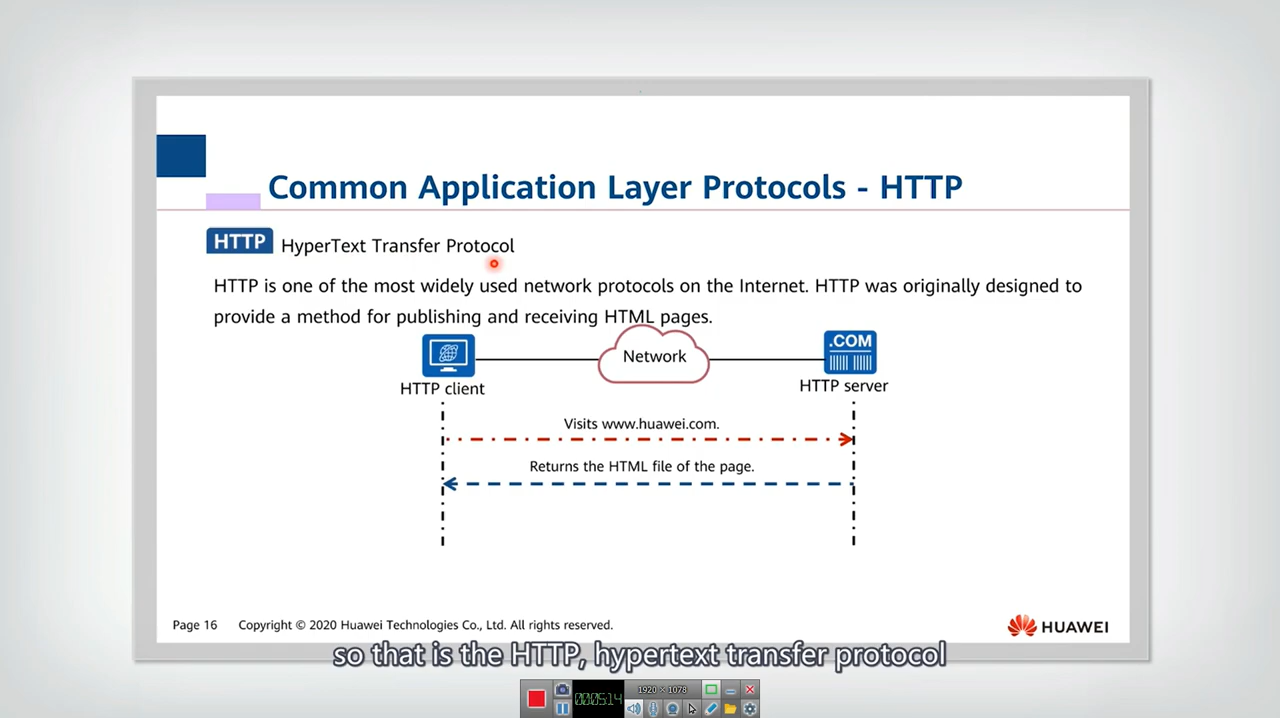 Common Application Layer Protocols - HTTP
HTTP HyperText Transfer Protocol
HTTP is one of the most widely used network protocols on the Internet. HTTP was originally designed to
provide a method for publishing and receiving HTML pages.
Network
.COM
HTTP client
HTTP server
Visits www.huawei.com.
Returns the HTML file of the page.
Page 16 Copyright © 2020 Huawei Technologies Co., Ltd. All rights reserved.
HUAWEI
so that is the HTTP, hypertext transfer protocol
1920 × 1078